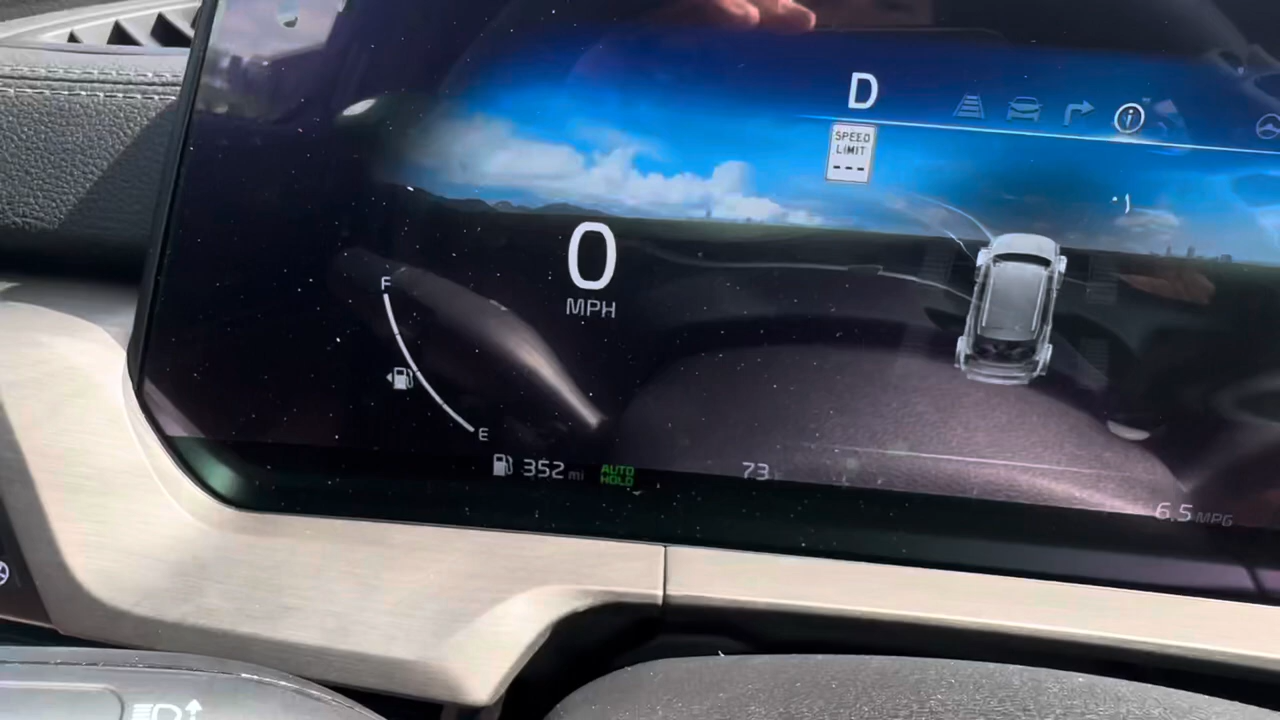 D
SPEED
LIMIT
---
0
MPH
F
E
352 mi
AUTO
HOLD
73
6.5 MPG